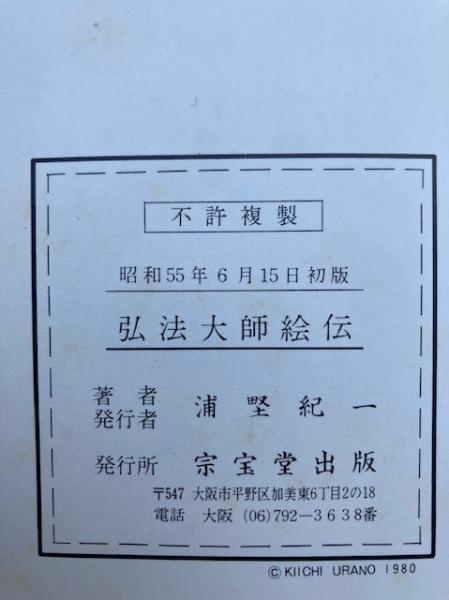 不許複製
昭和55年6月15日初版
弘法大師絵伝
著者
発行者 浦埜紀一
発行所 宗宝堂出版
〒547 大阪市平野区加美東6丁目2の18
電話 大阪 (06)792-3638番
© KIICHI URANO 1980